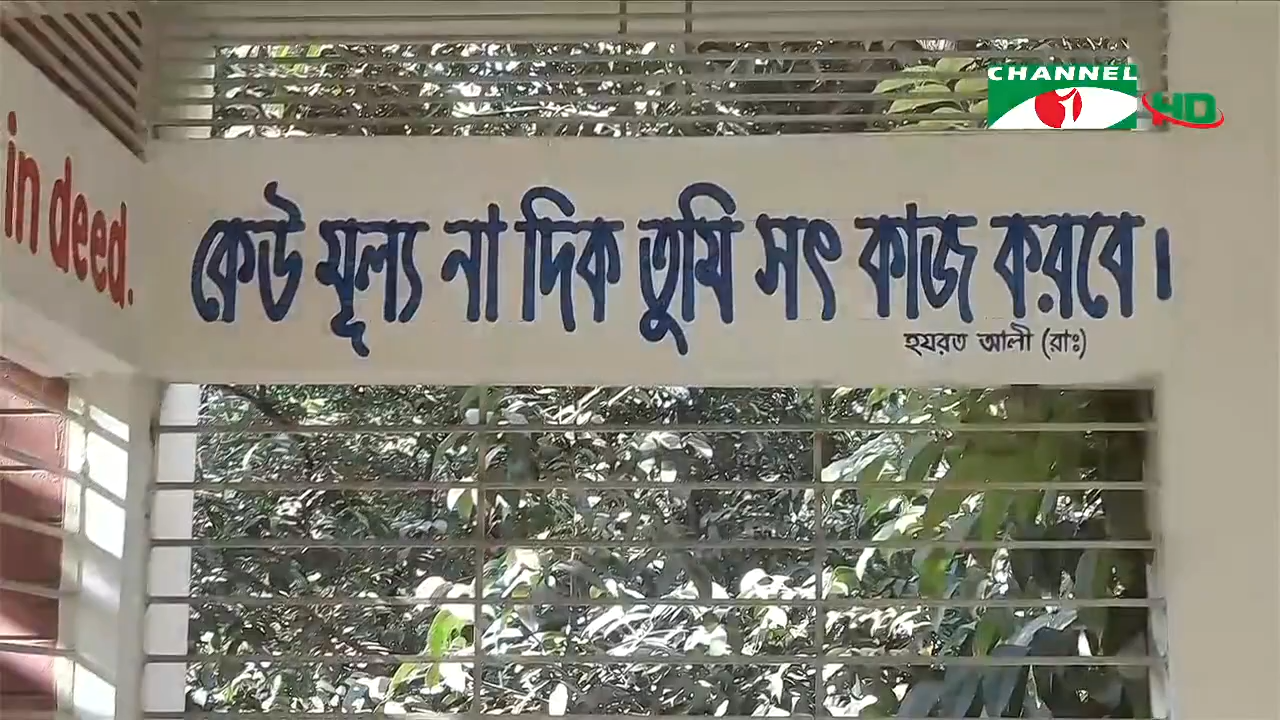 CHANNEL
HD
in deed.
কেউ মূল্য না দিক তুমি সৎ কাজ করবে।
হযরত আলী (রাঃ)